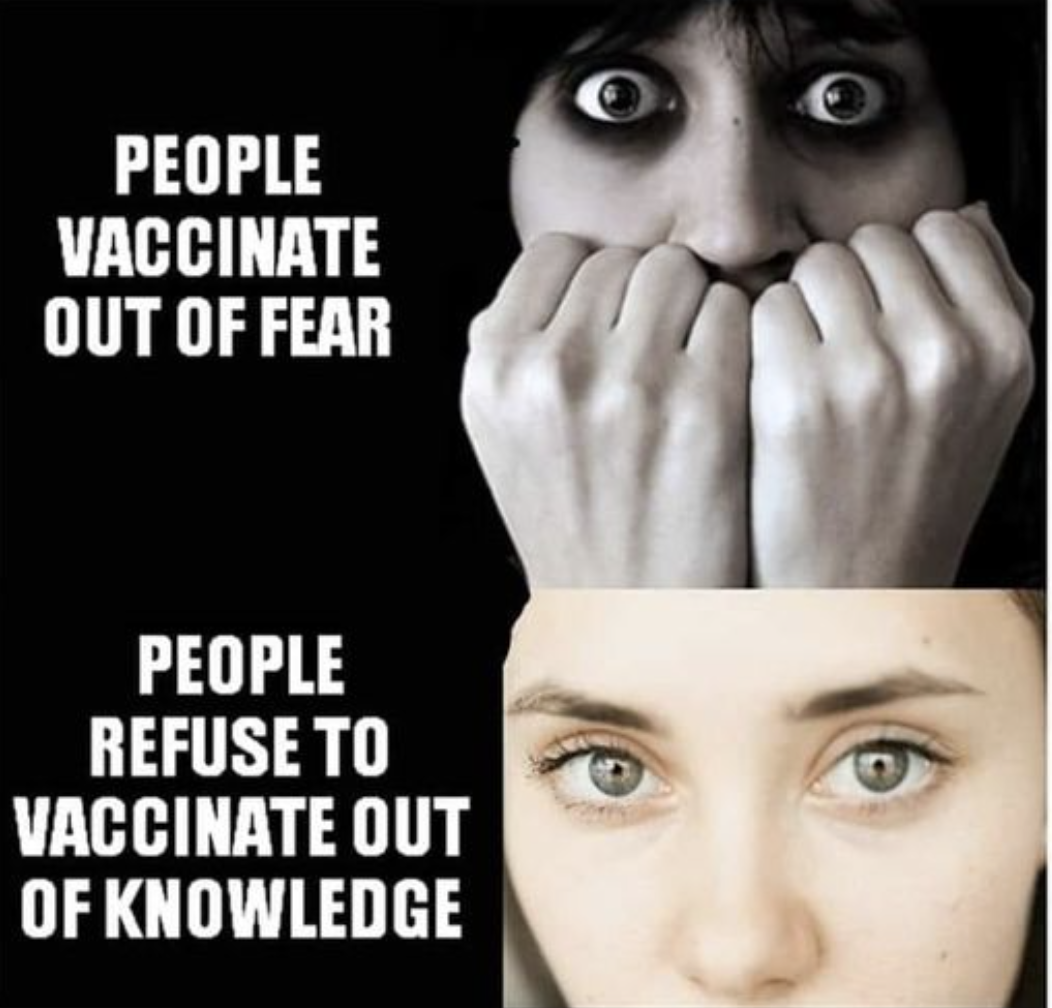 PEOPLE
VACCINATE
OUT OF FEAR
PEOPLE
REFUSE TO
VACCINATE OUT
OF KNOWLEDGE